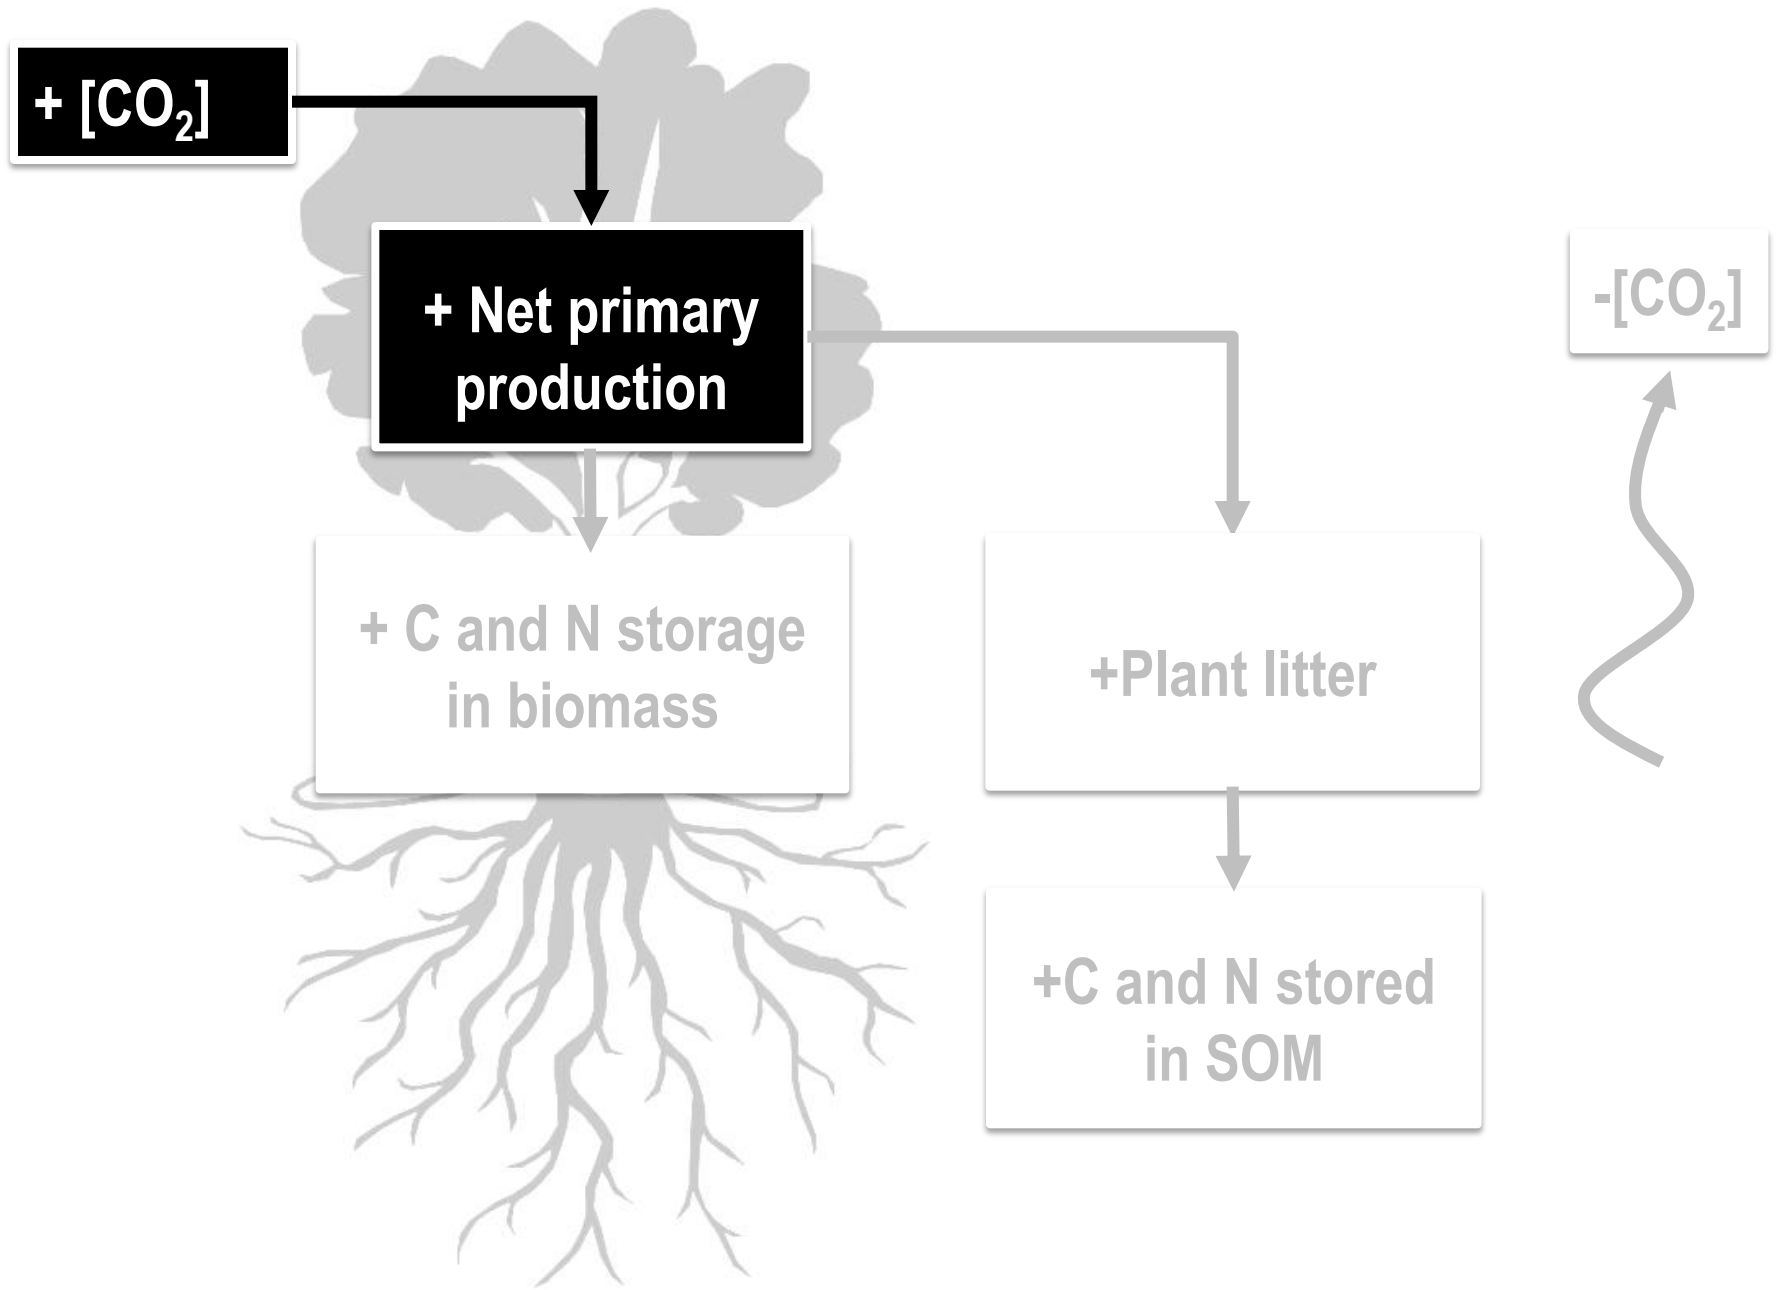 + [CO₂]
+ Net primary
production
-[CO₂]
+ C and N storage
in biomass
+Plant litter
+C and N stored
in SOM